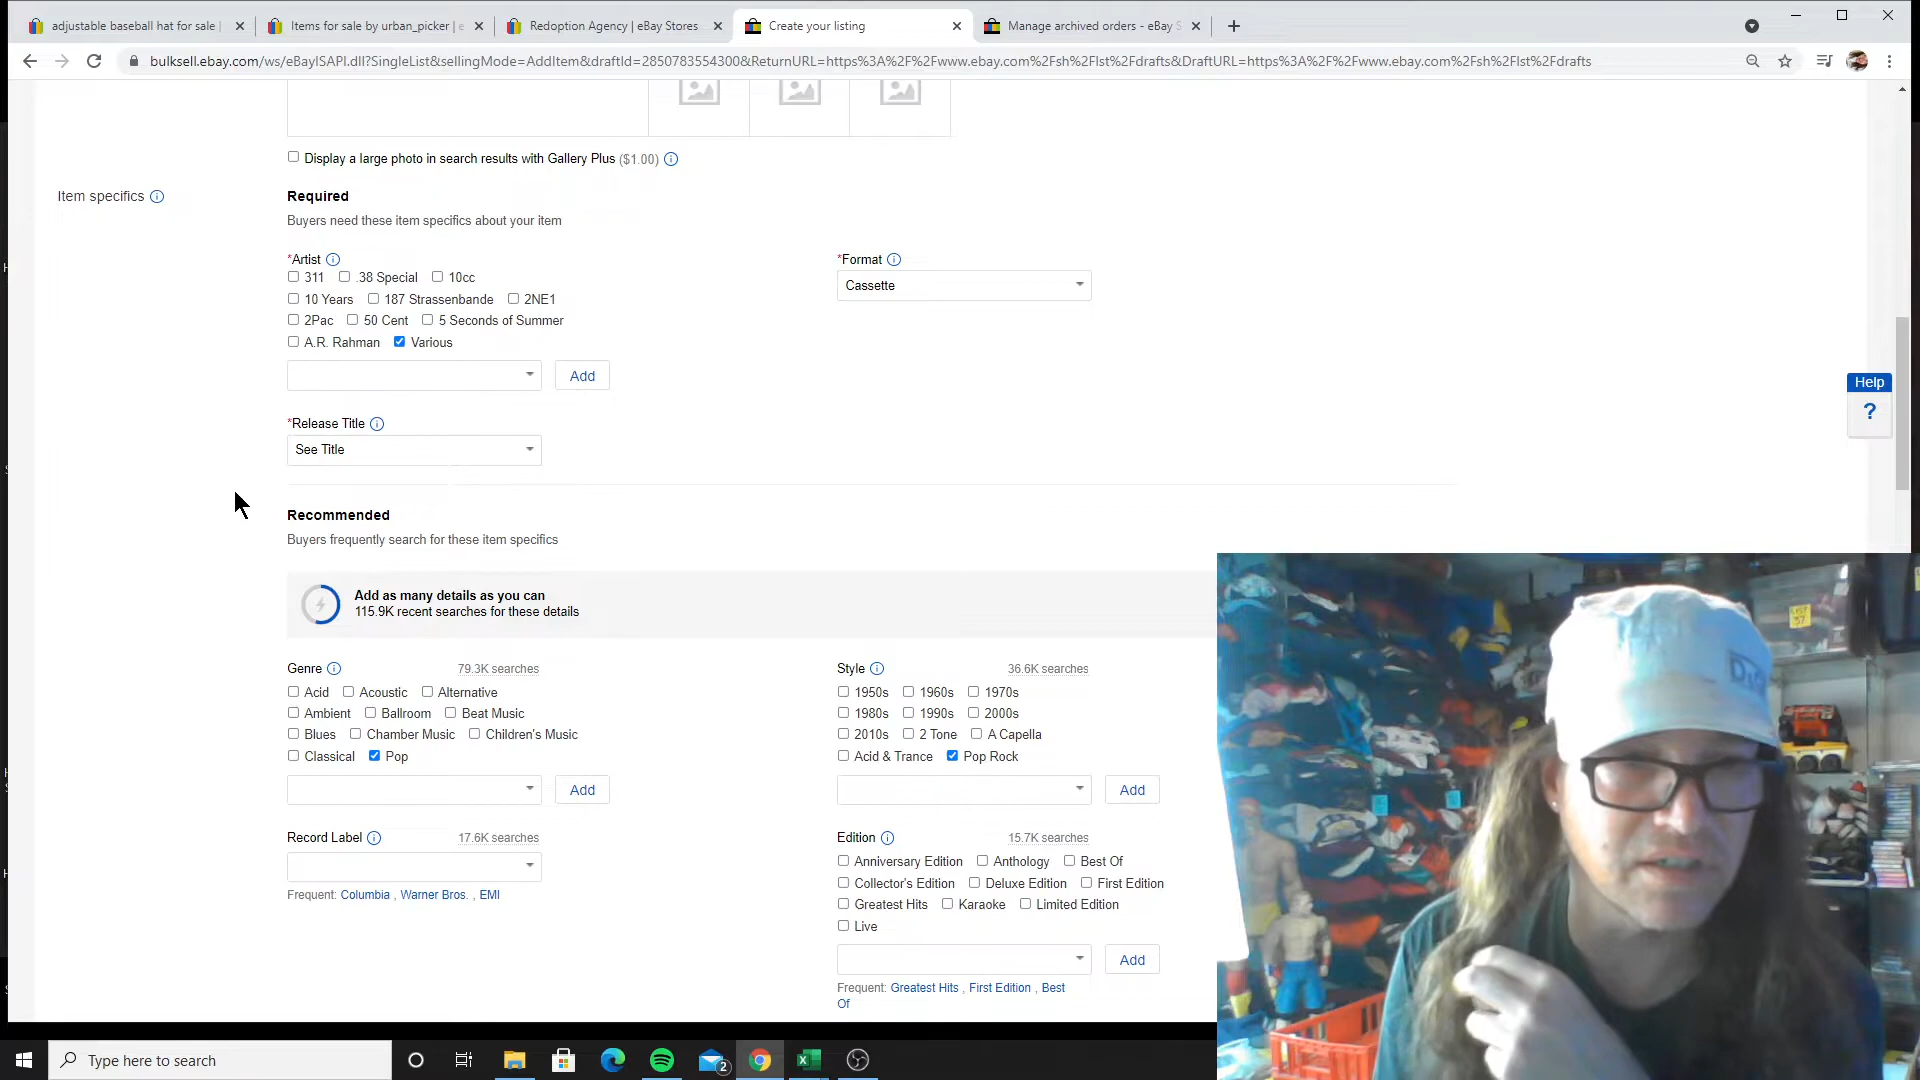 adjustable baseball hat for sale |
Items for sale by urban_picker | e
Redoption Agency | eBay Stores
Create your listing
Manage archived orders - eBay S
bulksell.ebay.com/ws/eBayISAPI.dll?SingleList&sellingMode=AddItem&draftId=2850783554300&ReturnURL=https%3A%2F%2Fwww.ebay.com%2Fsh%2Flst%2Fdrafts&DraftURL=https%3A%2F%2Fwww.ebay.com%2Fsh%2Flst%2Fdrafts
Display a large photo in search results with Gallery Plus ($1.00)
Item specifics
Required
Buyers need these item specifics about your item
*Artist
311 .38 Special 10cc
10 Years 187 Strassenbande 2NE1
2Pac 50 Cent 5 Seconds of Summer
A.R. Rahman Various
Add
*Format
Cassette
*Release Title
See Title
Help
?
Recommended
Buyers frequently search for these item specifics
Add as many details as you can
115.9K recent searches for these details
Genre 79.3K searches
Acid Acoustic Alternative
Ambient Ballroom Beat Music
Blues Chamber Music Children's Music
Classical Pop
Add
Style 36.6K searches
1950s 1960s 1970s
1980s 1990s 2000s
2010s 2 Tone A Capella
Acid & Trance Pop Rock
Add
Record Label 17.6K searches
Frequent: Columbia , Warner Bros. , EMI
Edition 15.7K searches
Anniversary Edition Anthology Best Of
Collector's Edition Deluxe Edition First Edition
Greatest Hits Karaoke Limited Edition
Live
Add
Frequent: Greatest Hits , First Edition , Best
Of
Type here to search
2